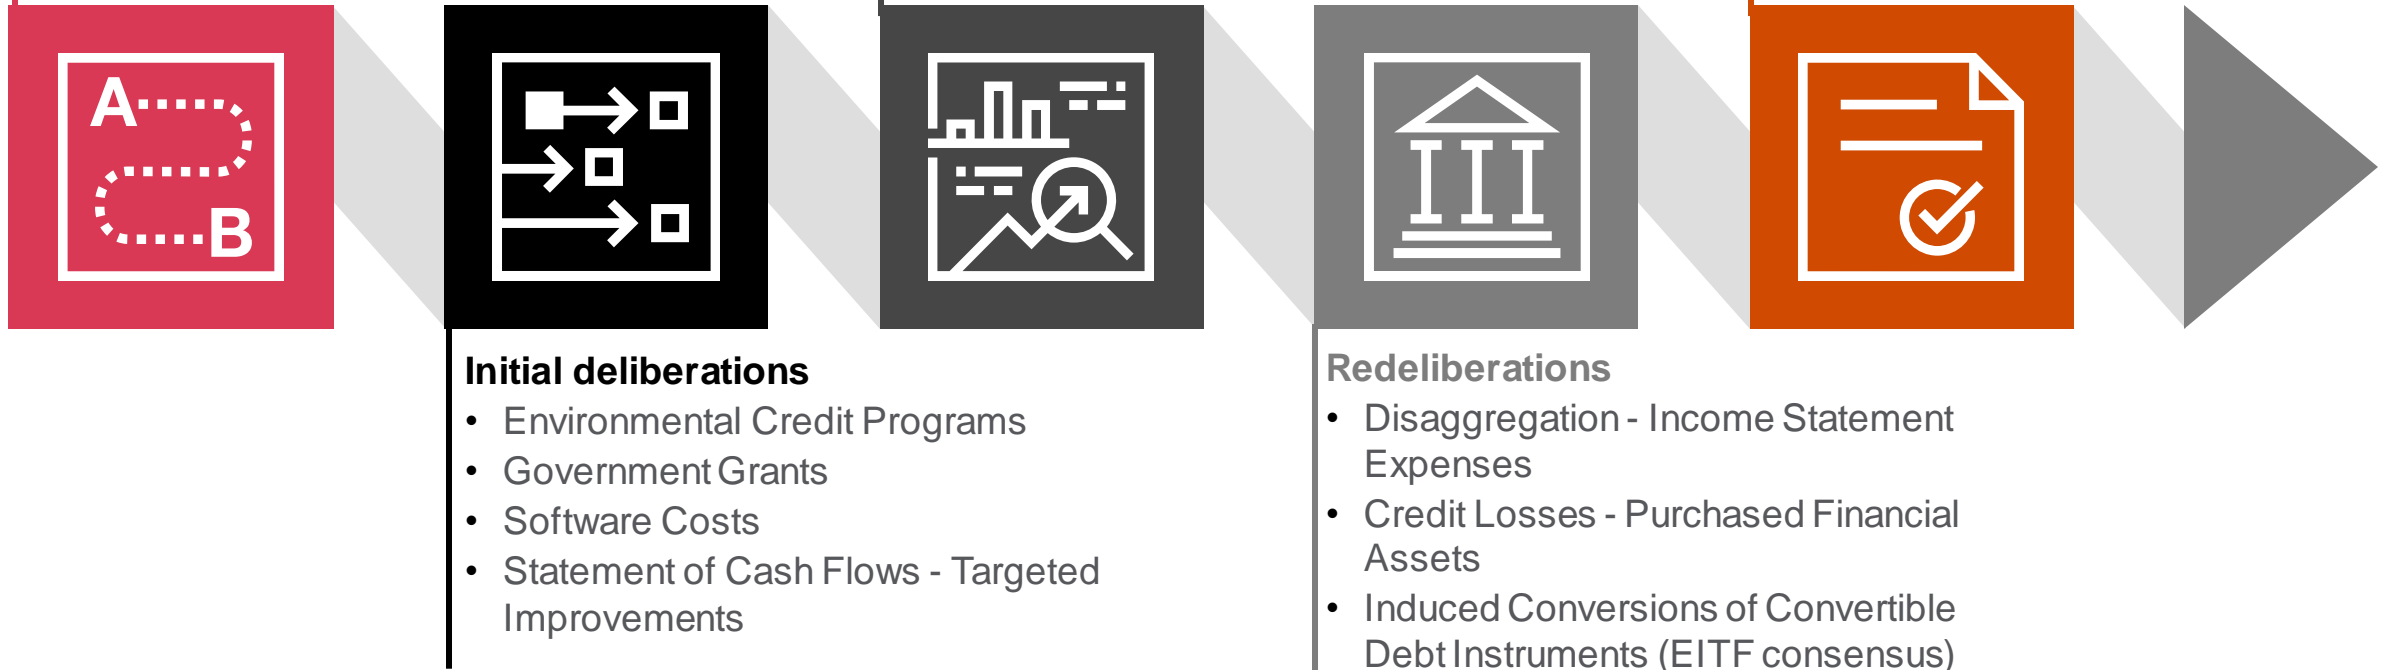 A
B
Initial deliberations
• Environmental Credit Programs
• Government Grants
• Software Costs
• Statement of Cash Flows - Targeted
Improvements
Redeliberations
• Disaggregation - Income Statement
Expenses
• Credit Losses - Purchased Financial
Assets
• Induced Conversions of Convertible
Debt Instruments (EITF consensus)